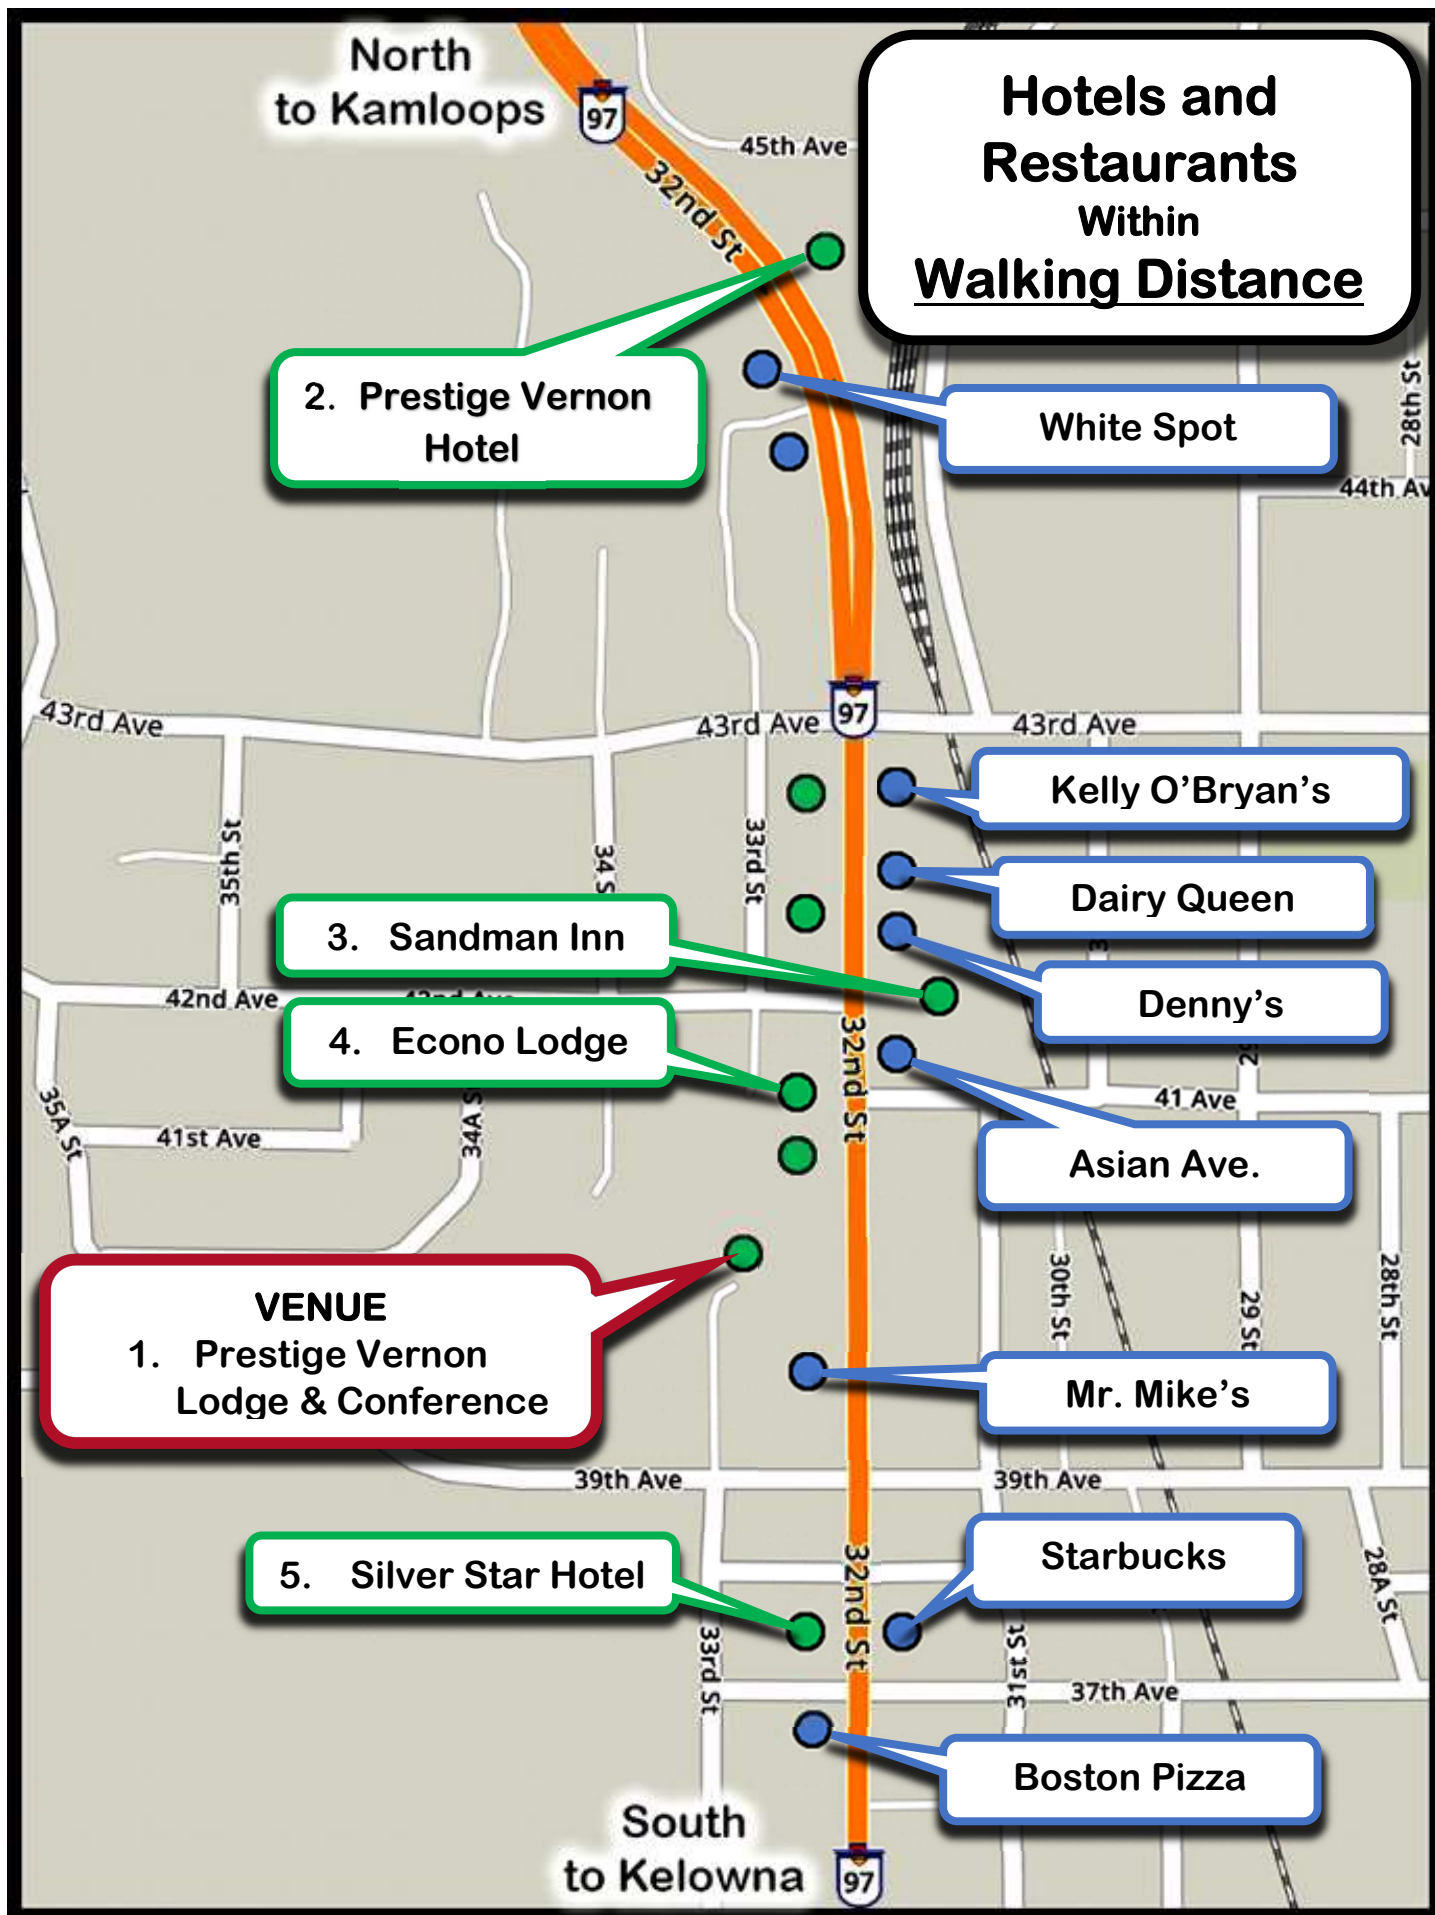 North
to Kamloops
97
Hotels and
Restaurants
Within
Walking Distance
45th Ave
32nd St
2. Prestige Vernon
Hotel
White Spot
28th St
44th Av
43rd Ave
43rd Ave
97
43rd Ave
Kelly O'Bryan's
35th St
34 S
33rd St
Dairy Queen
3. Sandman Inn
Denny's
42nd Ave
42nd Ave
4. Econo Lodge
32nd St
29
41 Ave
35A St
41st Ave
34A S
Asian Ave.
VENUE
1. Prestige Vernon
Lodge & Conference
30th St
29 St
28th St
Mr. Mike's
39th Ave
39th Ave
5. Silver Star Hotel
32nd St
Starbucks
28A St
33rd St
31st St
37th Ave
Boston Pizza
South
to Kelowna
97